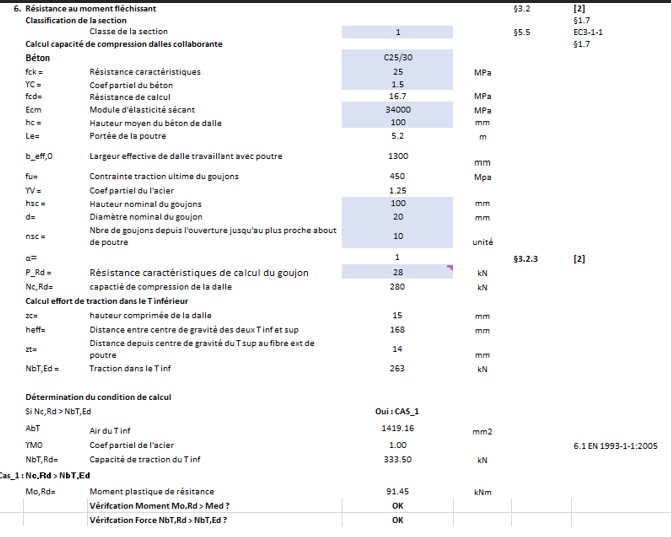 6. Résistance au moment fléchissant §3.2 [2]
Classification de la section §1.7
Classe de la section 1 §5.5 EC3-1-1
Calcul capacité de compression dalles collaborante §1.7
Béton C25/30
fck = Résistance caractéristiques 25 MPa
ϒC = Coef partiel du béton 1.5
fcd= Résistance de calcul 16.7 MPa
Ecm Module d'élasticité sécant 34000 MPa
hc = Hauteur moyen du béton de dalle 100 mm
Le= Portée de la poutre 5.2 m
b_eff,0 Largeur effective de dalle travaillant avec poutre 1300 mm
fu= Contrainte traction ultime du goujons 450 Mpa
ϒV = Coef partiel du l'acier 1.25
hsc = Hauteur nominal du goujons 100 mm
d= Diamètre nominal du goujon 20 mm
nsc = Nbre de goujons depuis l'ouverture jusqu'au plus proche about
de poutre 10 unité
α= 1 §3.2.3 [2]
P_Rd = Résistance caractéristiques de calcul du goujon 28 kN
Nc,Rd= capactié de compression de la dalle 280 kN
Calcul effort de traction dans le T inférieur
zc= hauteur comprimée de la dalle 15 mm
heff= Distance entre centre de gravité des deux T inf et sup 168 mm
zt= Distance depuis centre de gravité du T sup au fibre ext de
poutre 14 mm
NbT,Ed = Traction dans le T inf 263 kN
Détermination du condition de calcul
Si Nc,Rd > NbT,Ed Oui : CAS_1
AbT Air du T inf 1419.16 mm2
ϒM0 Coef partiel de l'acier 1.00 6.1 EN 1993-1-1:2005
NbT,Rd= Capacité de traction du T inf 333.50 kN
Cas_1 : Nc,Rd > NbT,Ed
Mo,Rd= Moment plastique de résitance 91.45 kNm
Vérifcation Moment Mo,Rd > Med ? OK
Vérifcation Force NbT,Rd > NbT,Ed ? OK